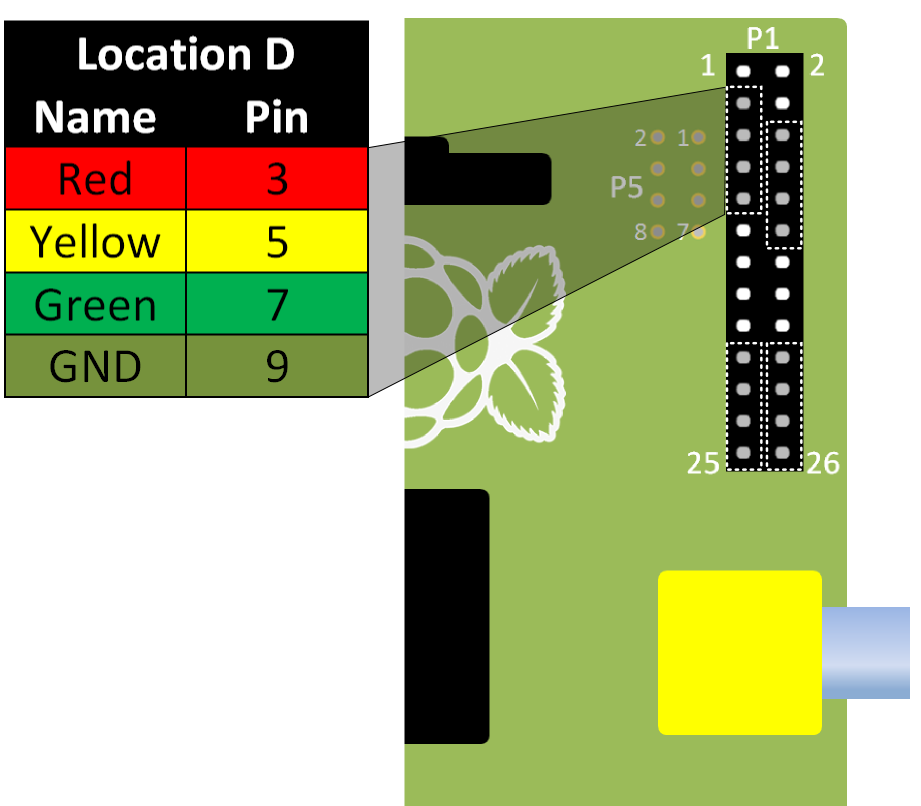 Location D
Name Pin
Red 3
Yellow 5
Green 7
GND 9
P1
1 2
2 1
P5
8 7
25 26